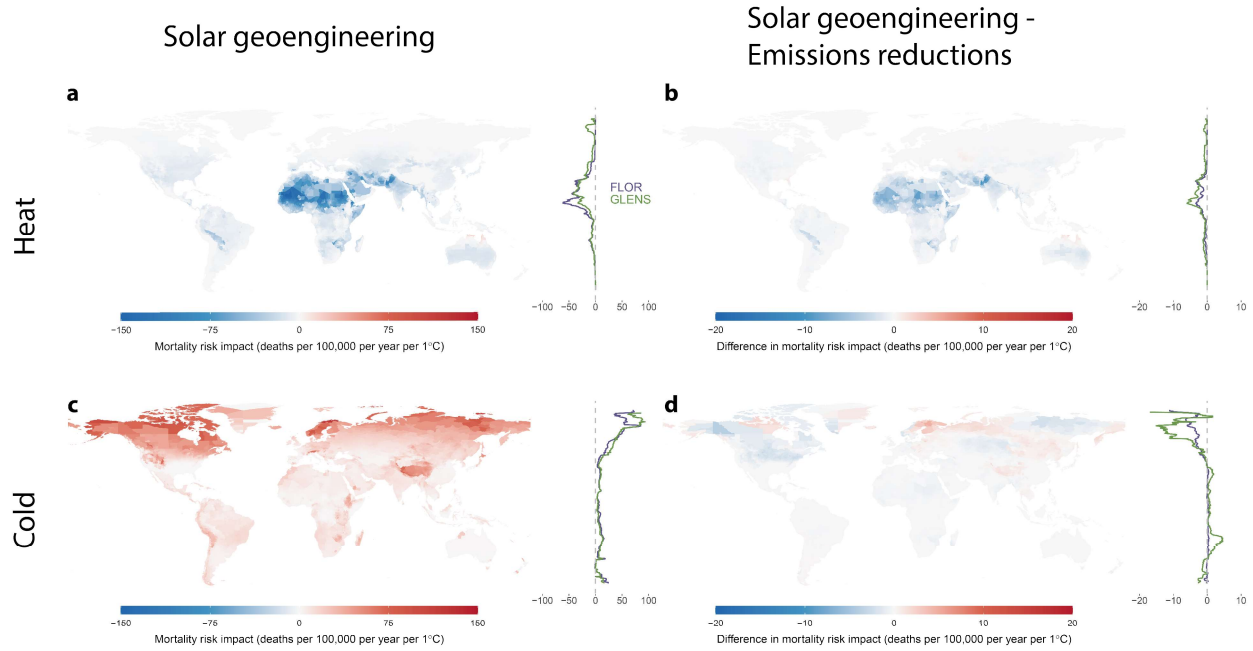 Solar geoengineering
Solar geoengineering -
Emissions reductions
a
b
Heat
FLOR
GLENS
−100 −50 0 50 100
−20 −10 0 10
−150 −75 0 75 150
Mortality risk impact (deaths per 100,000 per year per 1°C)
−20 −10 0 10 20
Difference in mortality risk impact (deaths per 100,000 per year per 1°C)
c
d
Cold
−100 −50 0 50 100
−20 −10 0 10
−160 −75 0 75 160
Mortality risk impact (deaths per 100,000 per year per 1°C)
−20 −10 0 10 20
Difference in mortality risk impact (deaths per 100,000 per year per 1°C)